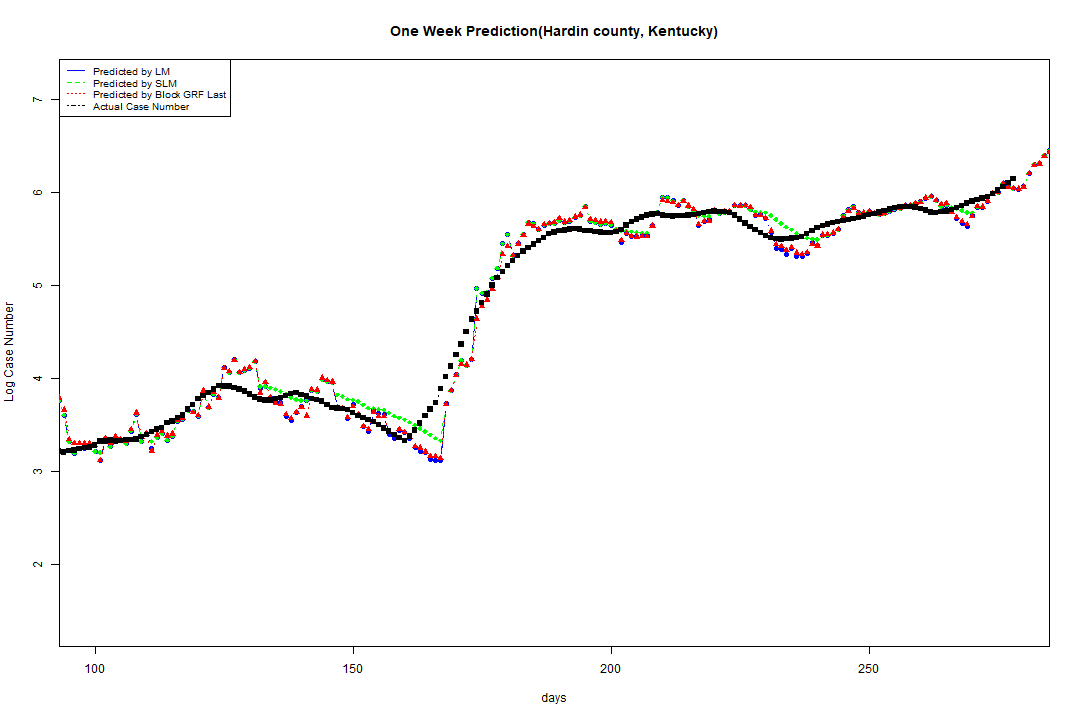 One Week Prediction(Hardin county, Kentucky)
Predicted by LM
Predicted by SLM
Predicted by Block GRF Last
Actual Case Number
7
6
5
4
3
2
Log Case Number
100 150 200 250
days